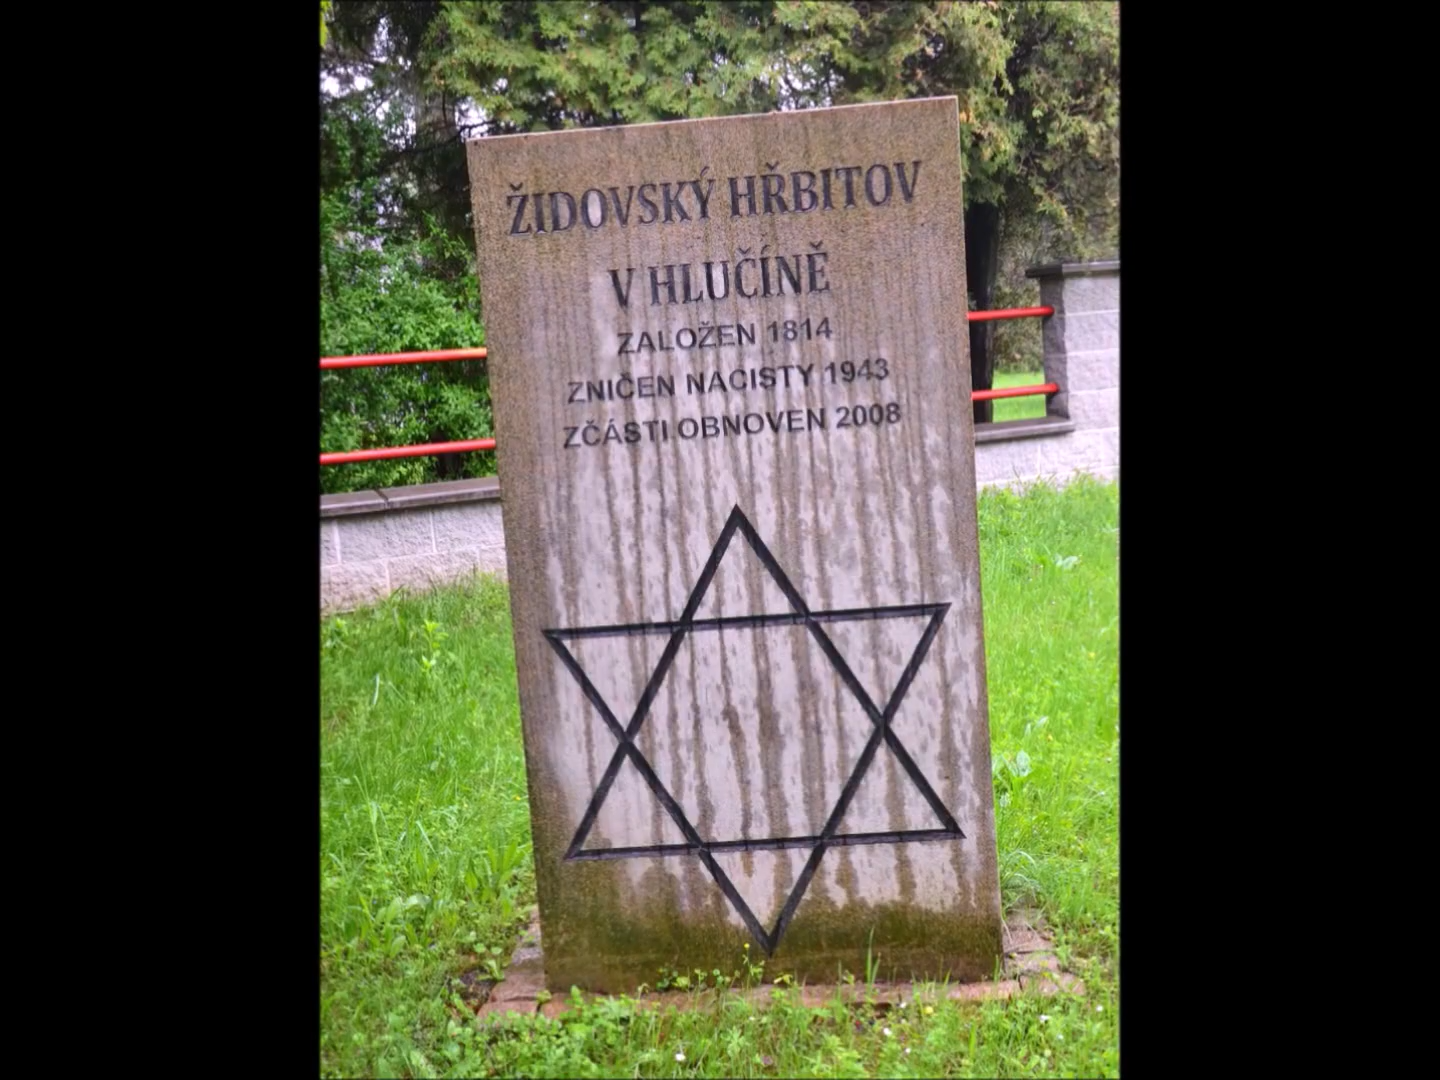 ŽIDOVSKÝ HŘBITOV
V HLUČÍNĚ
ZALOŽEN 1814
ZNIČEN NACISTY 1943
ZČÁSTI OBNOVEN 2008